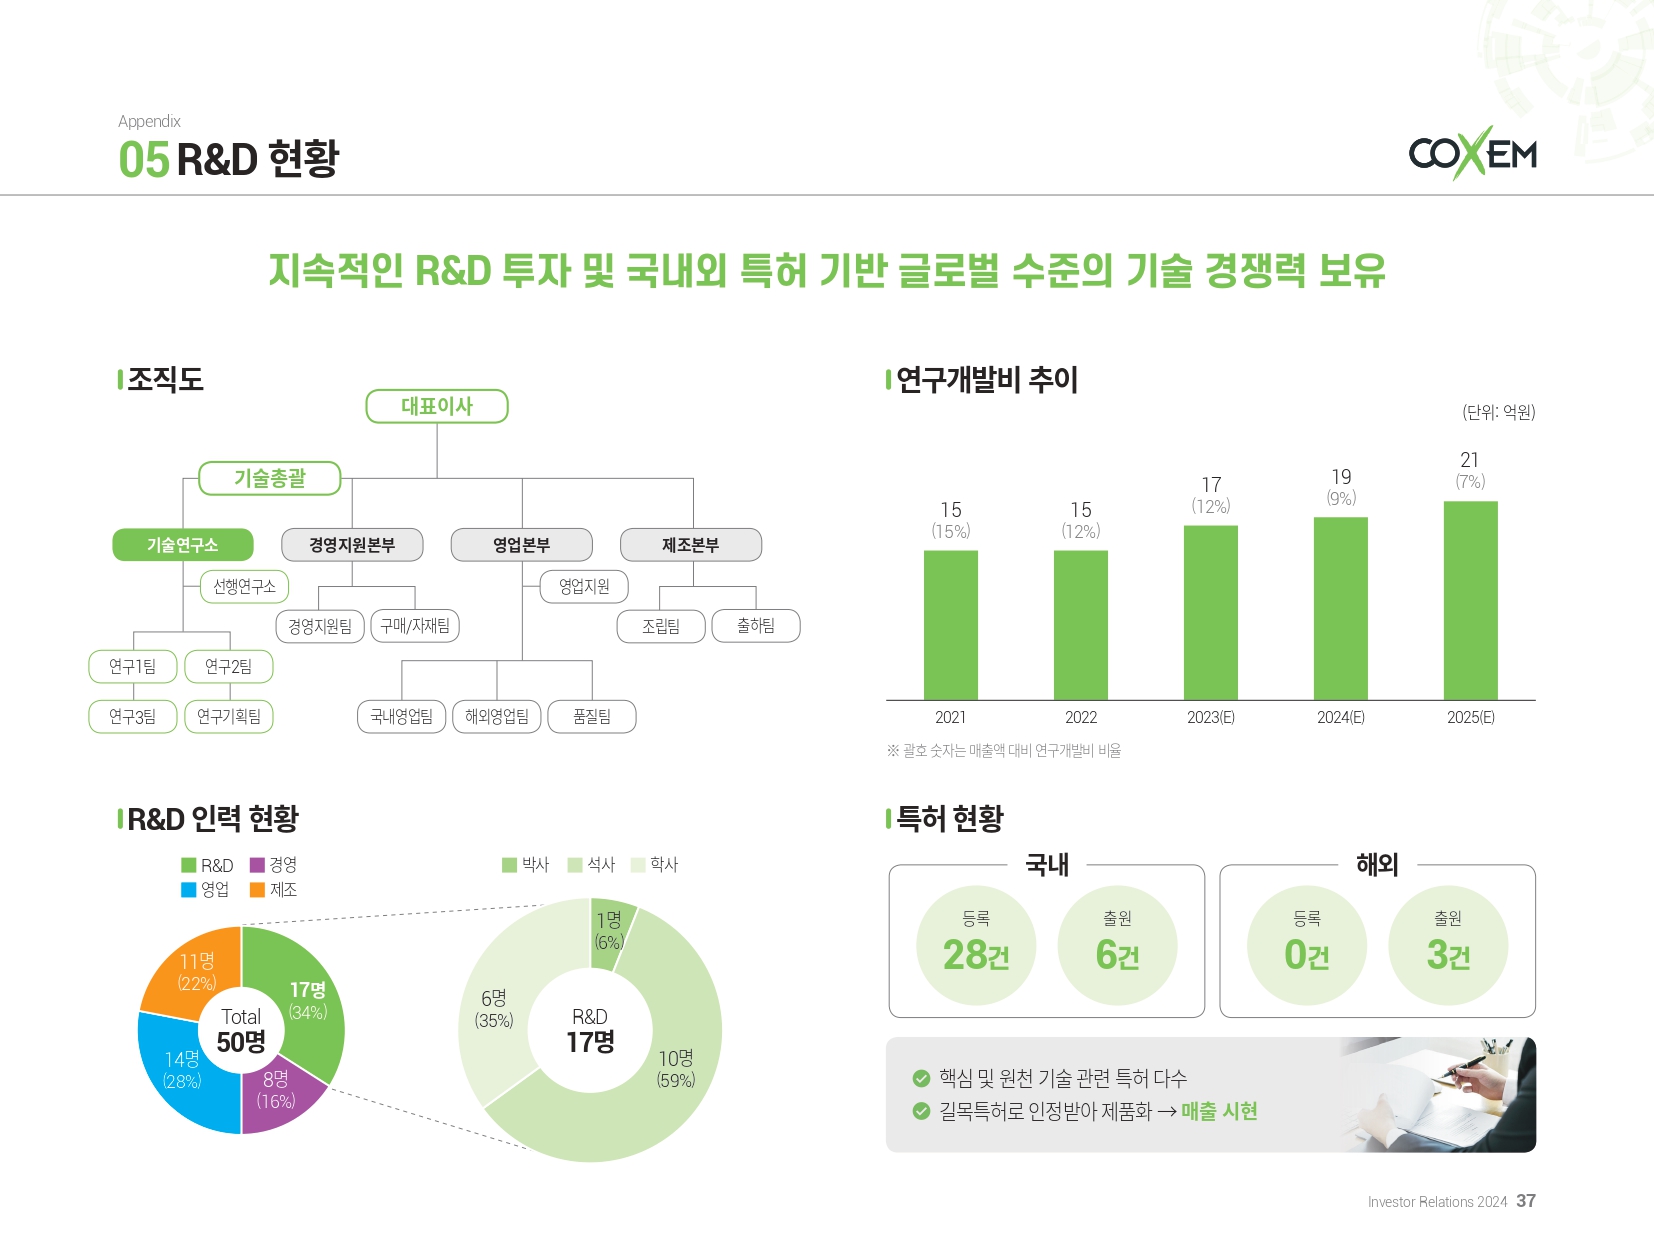 Appendix
05 R&D 현황
COXEM
지속적인 R&D 투자 및 국내외 특허 기반 글로벌 수준의 기술 경쟁력 보유
조직도
대표이사
기술총괄
기술연구소
경영지원본부
영업본부
제조본부
선행연구소
영업지원
경영지원팀
구매/자재팀
조립팀
출하팀
연구1팀
연구2팀
연구3팀
연구기획팀
국내영업팀
해외영업팀
품질팀
연구개발비 추이
(단위: 억원)
15
(15%)
15
(12%)
17
(12%)
19
(9%)
21
(7%)
2021
2022
2023(E)
2024(E)
2025(E)
※ 괄호 숫자는 매출액 대비 연구개발비 비율
R&D 인력 현황
R&D
경영
영업
제조
11명
(22%)
17명
(34%)
Total
50명
14명
(28%)
8명
(16%)
박사
석사
학사
1명
(6%)
6명
(35%)
R&D
17명
10명
(59%)
특허 현황
국내
등록
28건
출원
6건
해외
등록
0건
출원
3건
핵심 및 원천 기술 관련 특허 다수
길목특허로 인정받아 제품화 → 매출 시현
Investor Relations 2024 37